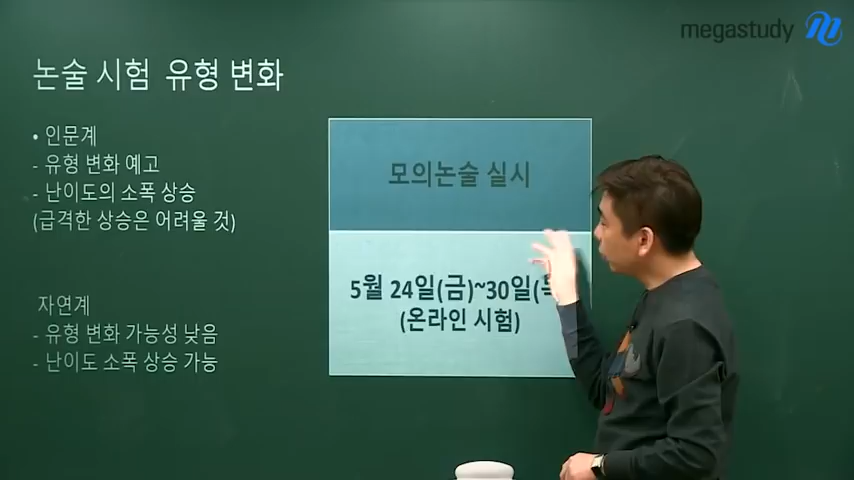 megastudy
논술 시험 유형 변화
• 인문계
- 유형 변화 예고
- 난이도의 소폭 상승
(급격한 상승은 어려울 것)
자연계
- 유형 변화 가능성 낮음
- 난이도 소폭 상승 가능
모의논술 실시
5월 24일(금)~30일(
(온라인 시험)